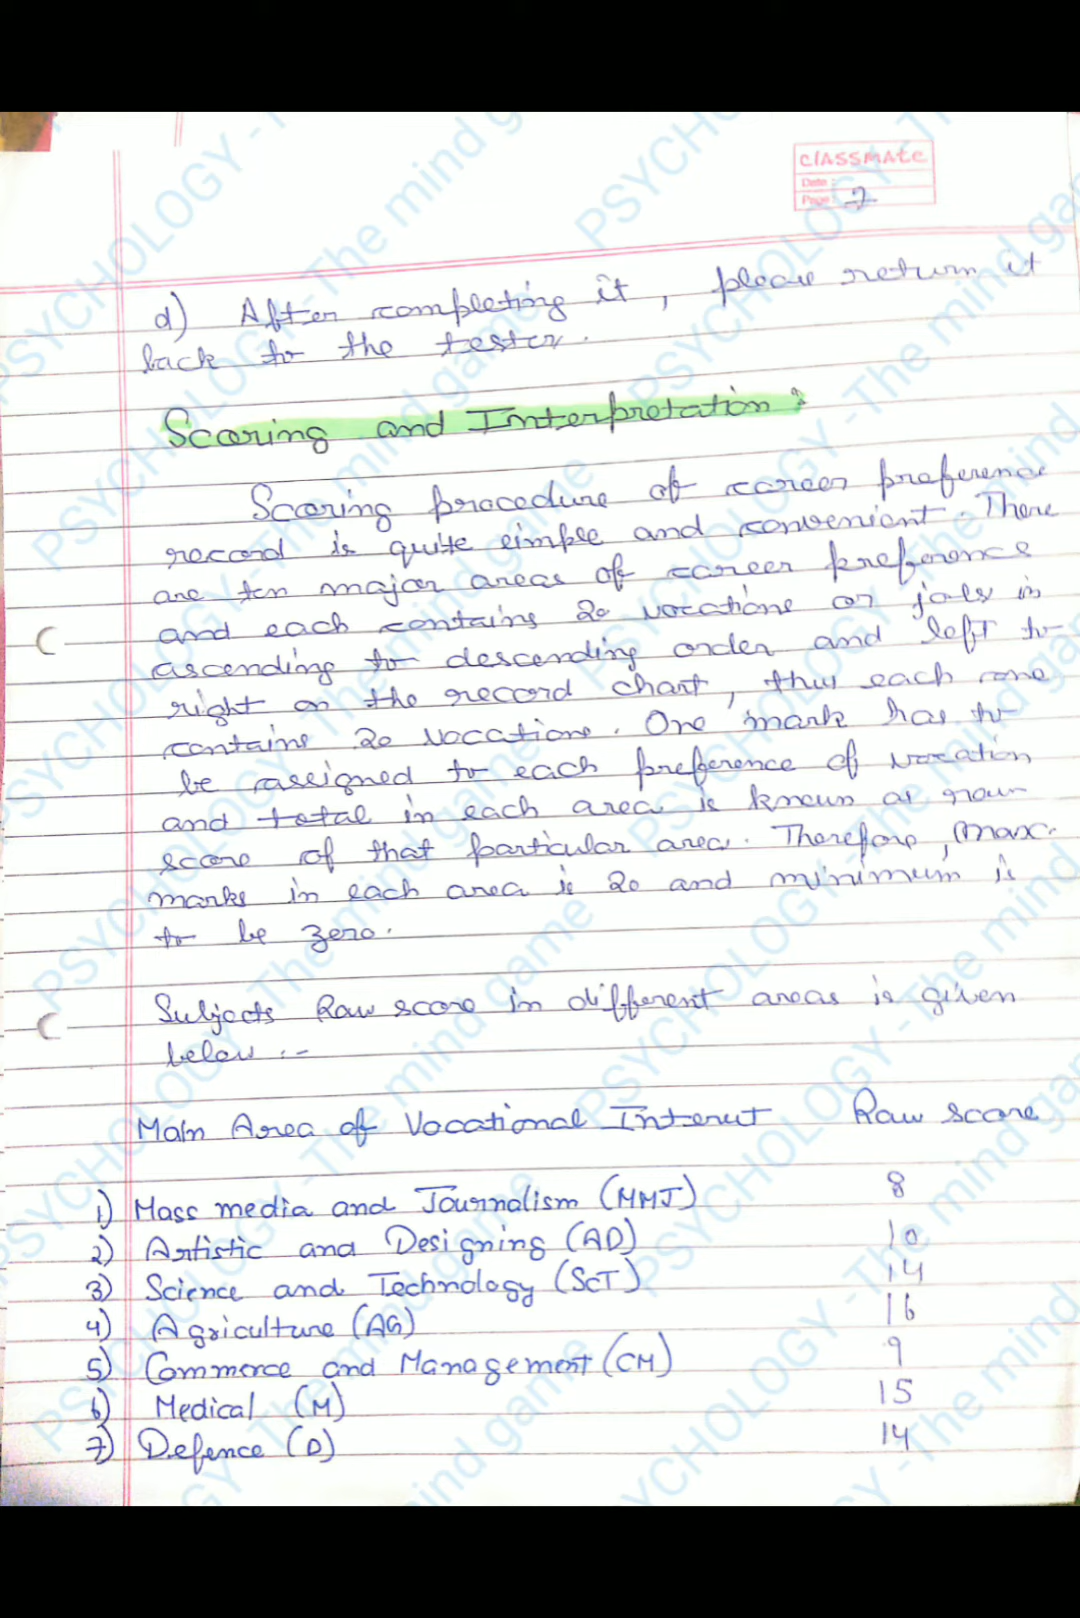 classmate
Date :
Page : 7
d) After completing it, please return it
back to the tester.
Scoring and Interpretation :
Scoring procedure of career preference
record is quite simple and convenient. There
are ten major areas of career preference
and each contains 20 vocations or jobs in
ascending to descending order and left to
right on the record chart, thus each one
contains 20 vocations. One mark has to
be assigned to each preference of vocation
and total in each area is known as raw
score of that particular area. Therefore, max.
marks in each area is 20 and minimum is
to be zero.
Subjects Raw score in different areas is given
below :-
Main Area of Vocational Interest Raw score
1) Mass media and Journalism (MMJ) 8
2) Artistic and Designing (AD) 10
3) Science and Technology (ScT) 14
4) Agriculture (AG) 16
5) Commerce and Management (CM) 9
6) Medical (M) 15
7) Defence (D) 14
PSYCHOLOGY - The mind game